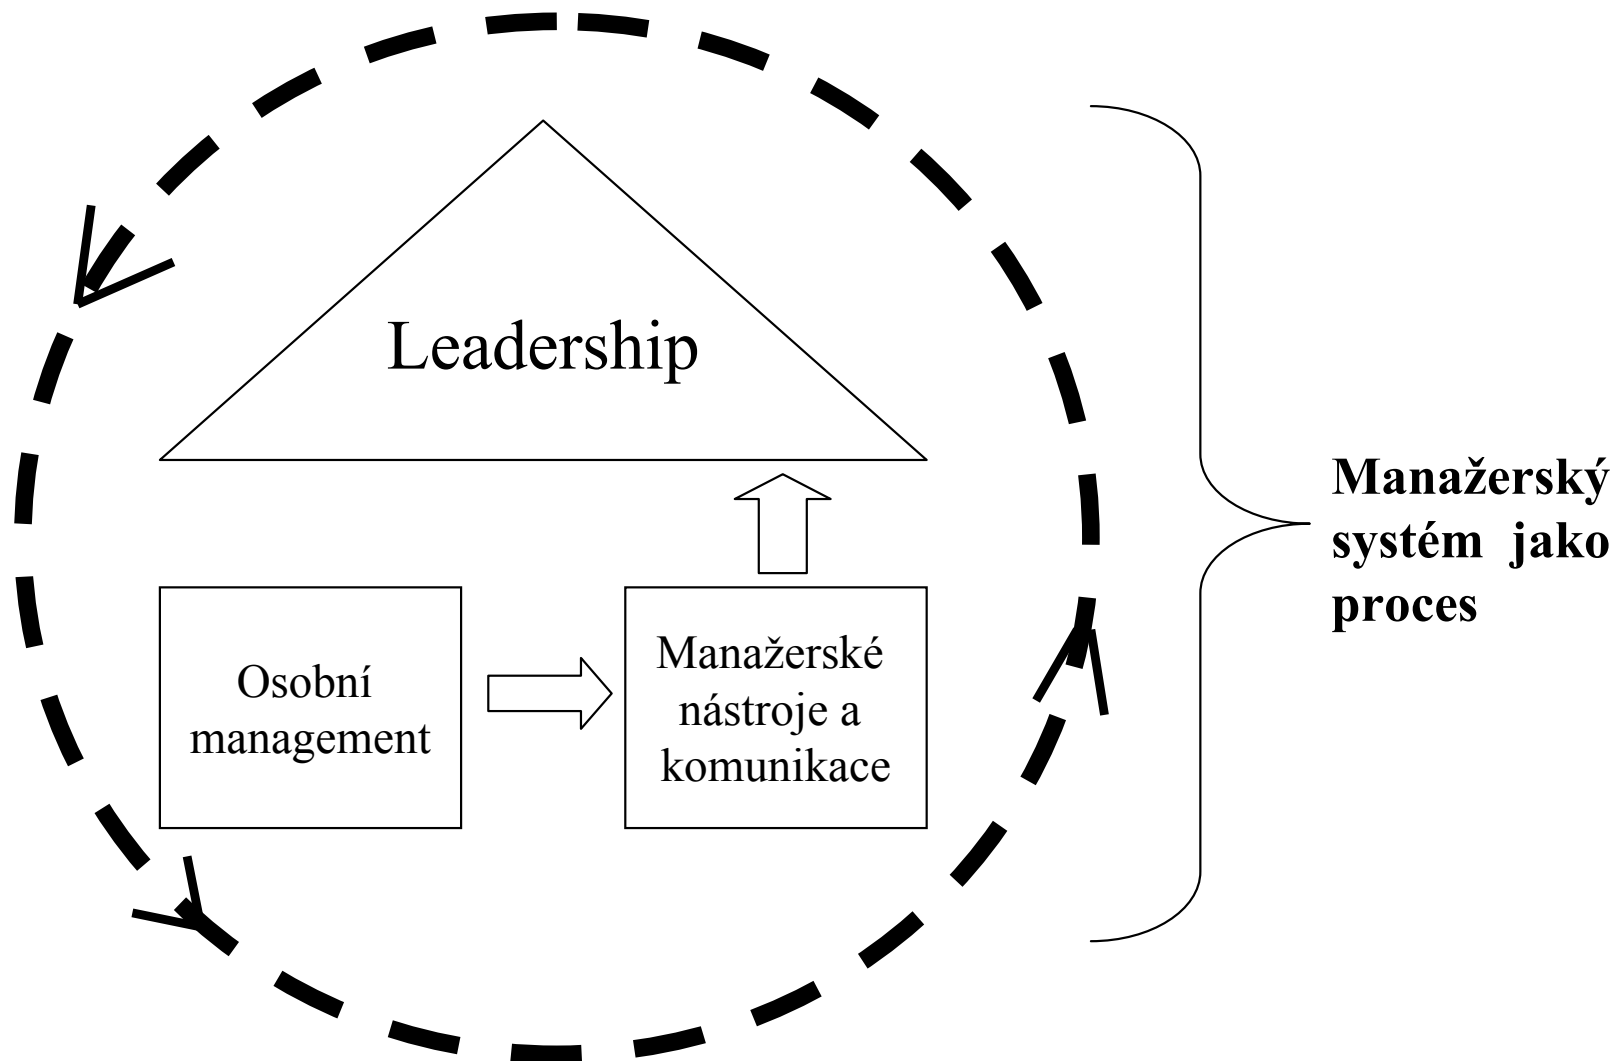 Leadership
Osobní
management
Manažerské
nástroje a
komunikace
Manažerský
systém jako
proces